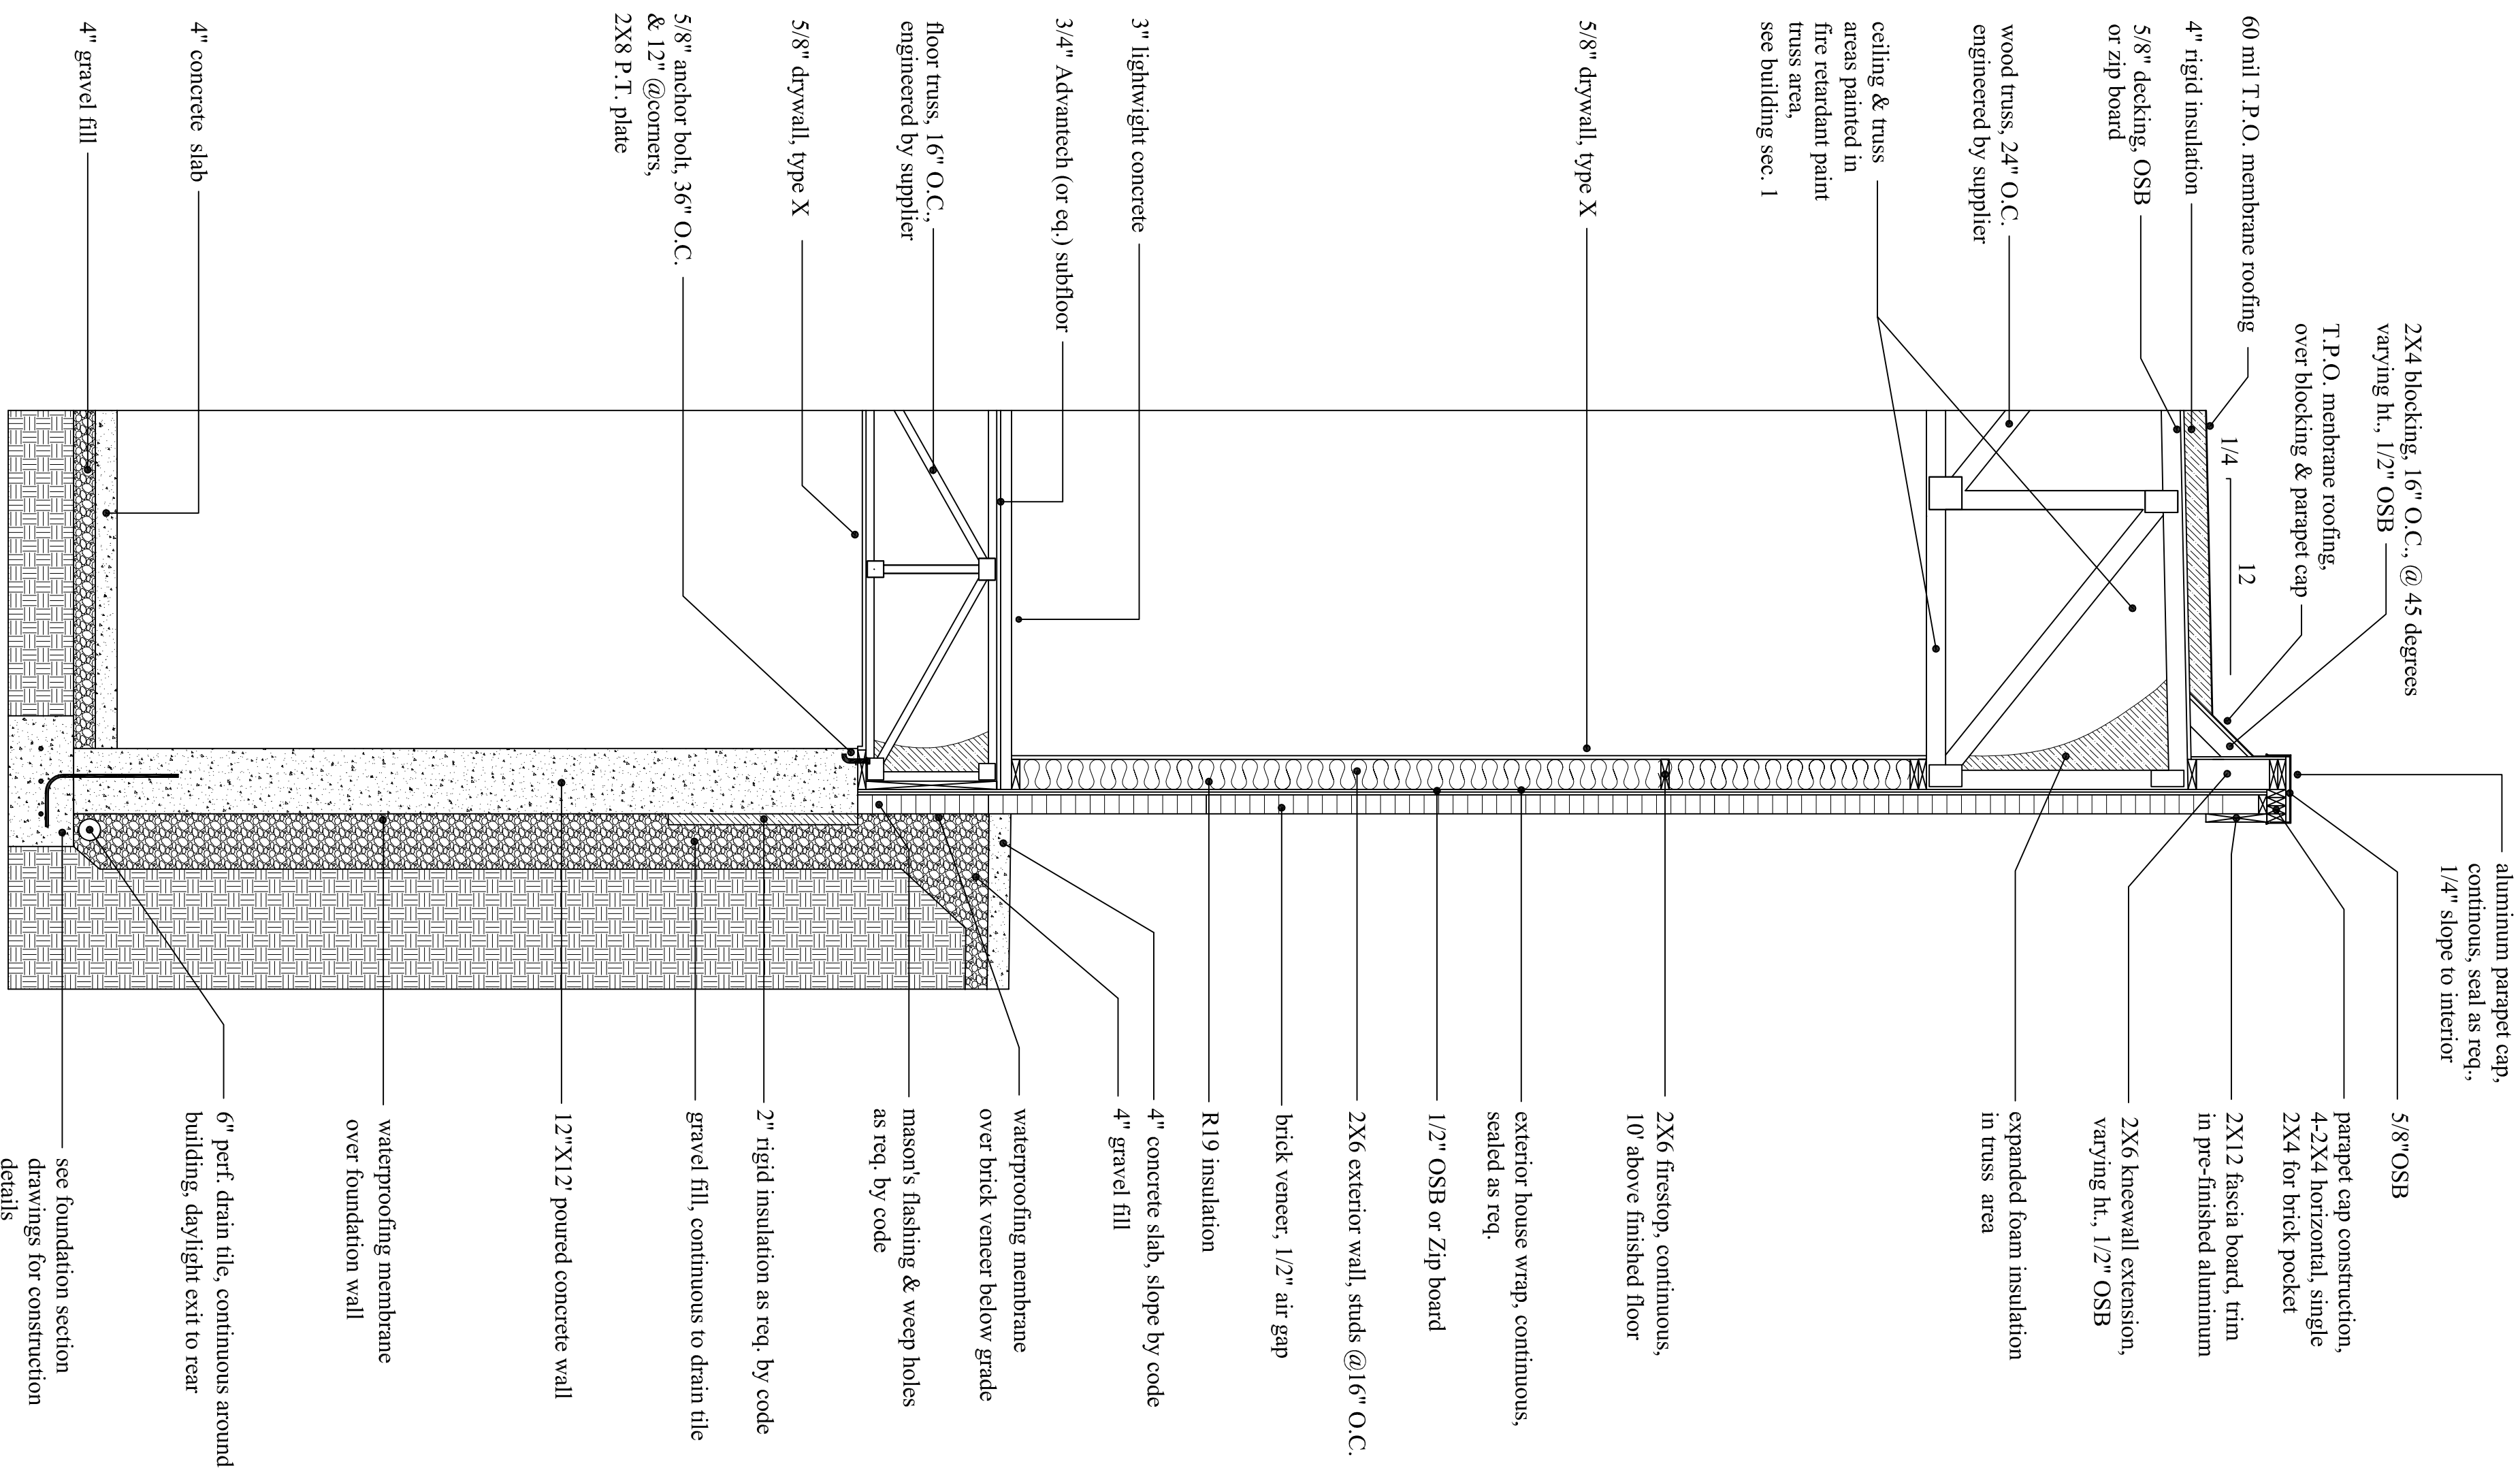 aluminum parapet cap,
continous, seal as req.,
1/4" slope to interior
2X4 blocking, 16" O.C., @ 45 degrees
varying ht., 1/2" OSB
T.P.O. menbrane roofing,
over blocking & parapet cap
60 mil T.P.O. membrane roofing
4" rigid insulation
5/8" decking, OSB
or zip board
wood truss, 24" O.C.
engineered by supplier
ceiling & truss
areas painted in
fire retardant paint
truss area,
see building sec. 1
5/8" drywall, type X
3" lightwight concrete
3/4" Advantech (or eq.) subfloor
floor truss, 16" O.C.,
engineered by supplier
5/8" drywall, type X
5/8" anchor bolt, 36" O.C.
& 12" @corners,
2X8 P.T. plate
4" concrete slab
4" gravel fill
1/4
12
5/8"OSB
parapet cap construction,
4-2X4 horizontal, single
2X4 for brick pocket
2X12 fascia board, trim
in pre-finished aluminum
2X6 kneewall extension,
varying ht., 1/2" OSB
expanded foam insulation
in truss area
2X6 firestop, continuous,
10' above finished floor
exterior house wrap, continuous,
sealed as req.
1/2" OSB or Zip board
2X6 exterior wall, studs @16" O.C.
brick veneer, 1/2" air gap
R19 insulation
4" concrete slab, slope by code
4" gravel fill
waterproofing membrane
over brick veneer below grade
mason's flashing & weep holes
as req. by code
2" rigid insulation as req. by code
gravel fill, continuous to drain tile
12"X12' poured concrete wall
waterproofing membrane
over foundation wall
6" perf. drain tile, continuous around
building, daylight exit to rear
see foundation section
drawings for construction
details